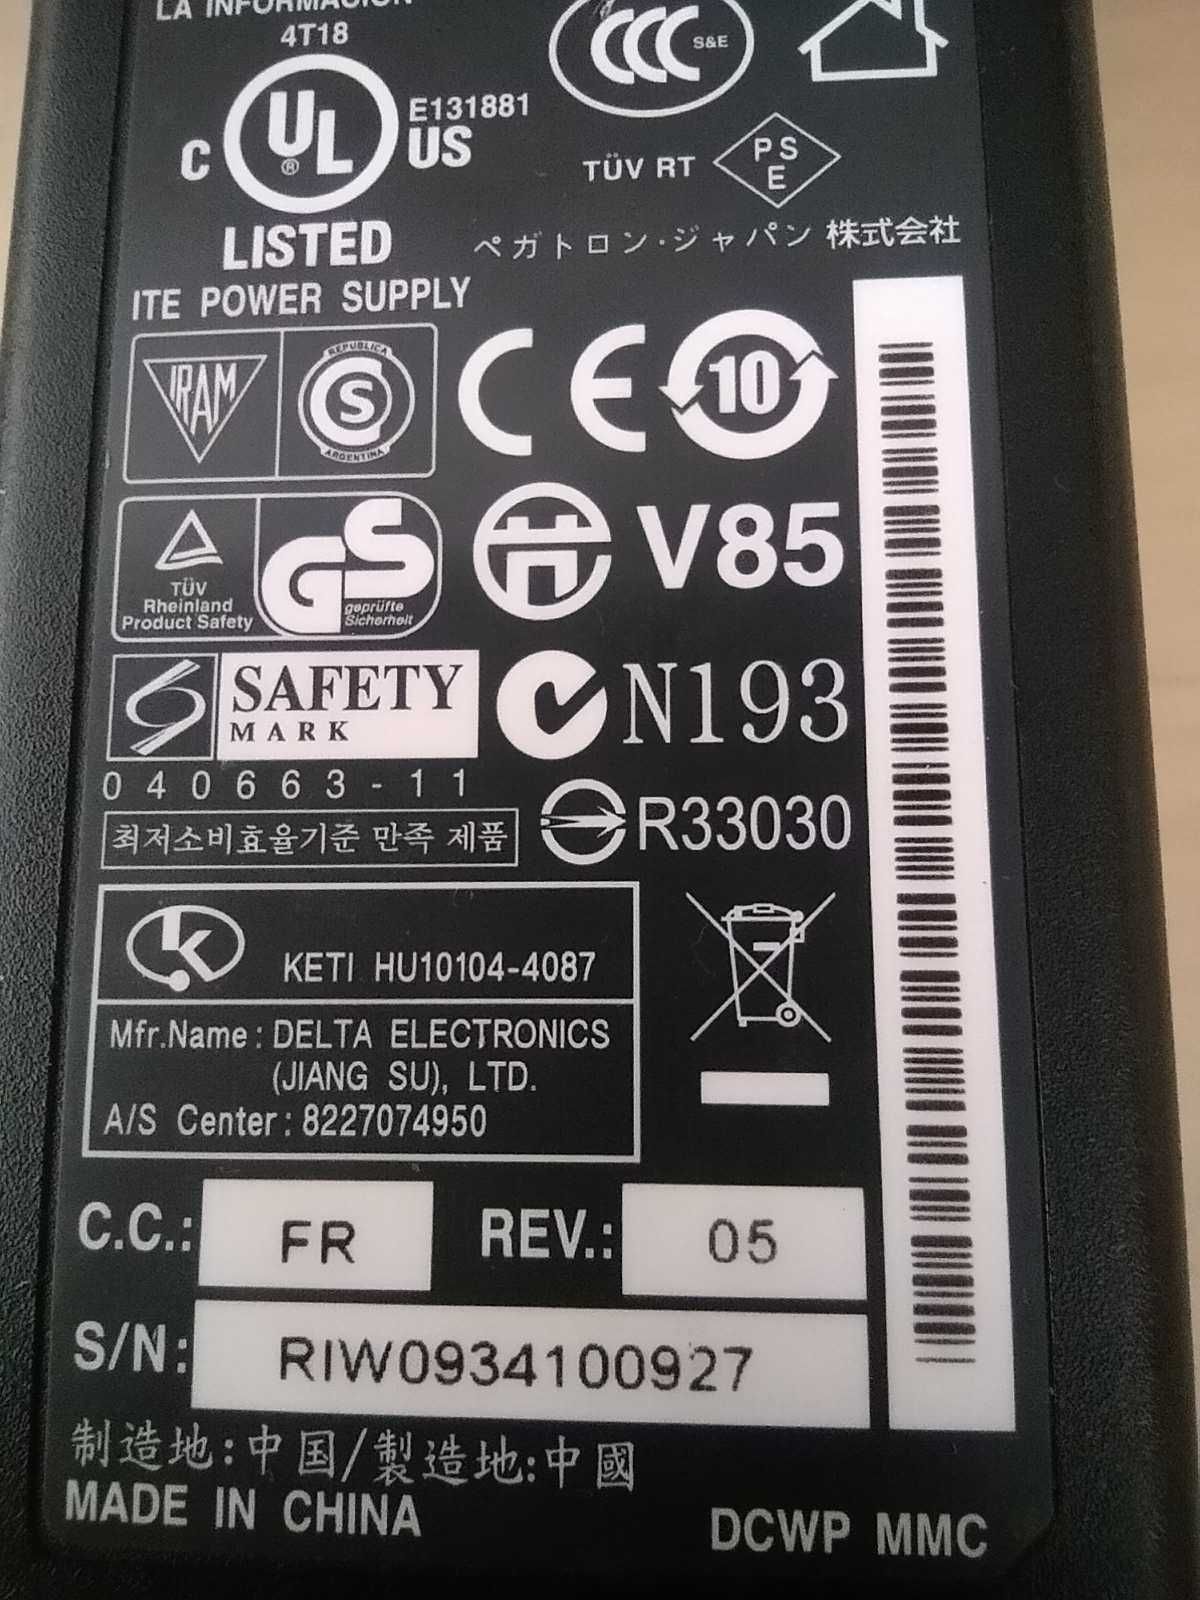 LA INFORMACION
4T18
UL
®
C
US
E131881
LISTED
ITE POWER SUPPLY
CCC S&E
TÜV RT
PS
E
ペガトロン・ジャパン 株式会社
IRAM
REPUBLICA
S
ARGENTINA
CE
10
TÜV
Rheinland
Product Safety
GS
geprüfte
Sicherheit
V85
SAFETY
MARK
040663-11
N193
최저소비효율기준 만족 제품
R33030
K
KETI HU10104-4087
Mfr.Name : DELTA ELECTRONICS
(JIANG SU), LTD.
A/S Center : 8227074950
C.C.: FR REV.: 05
S/N: RIW0934100927
制造地:中国/製造地:中國
MADE IN CHINA
DCWP MMC